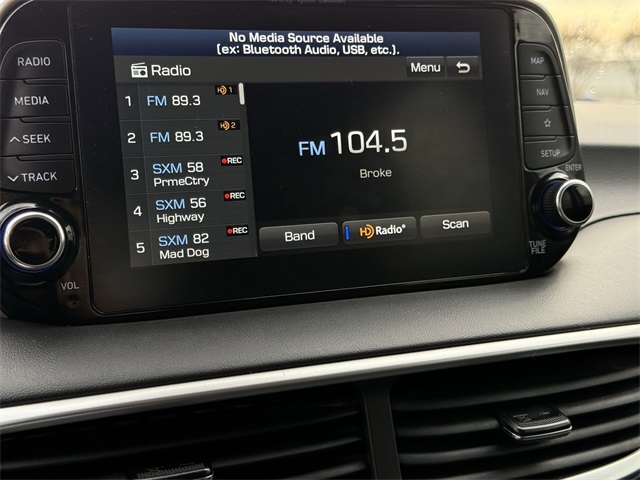 No Media Source Available
(ex: Bluetooth Audio, USB, etc.).
Radio
Menu
1 FM 89.3 HD 1
2 FM 89.3 HD 2
3 SXM 58 REC
PrmeCtry
4 SXM 56 REC
Highway
5 SXM 82 REC
Mad Dog
FM 104.5
Broke
Band
HD Radio®
Scan
RADIO
MEDIA
SEEK
TRACK
VOL
MAP
NAV
SETUP
ENTER
TUNE
FILE